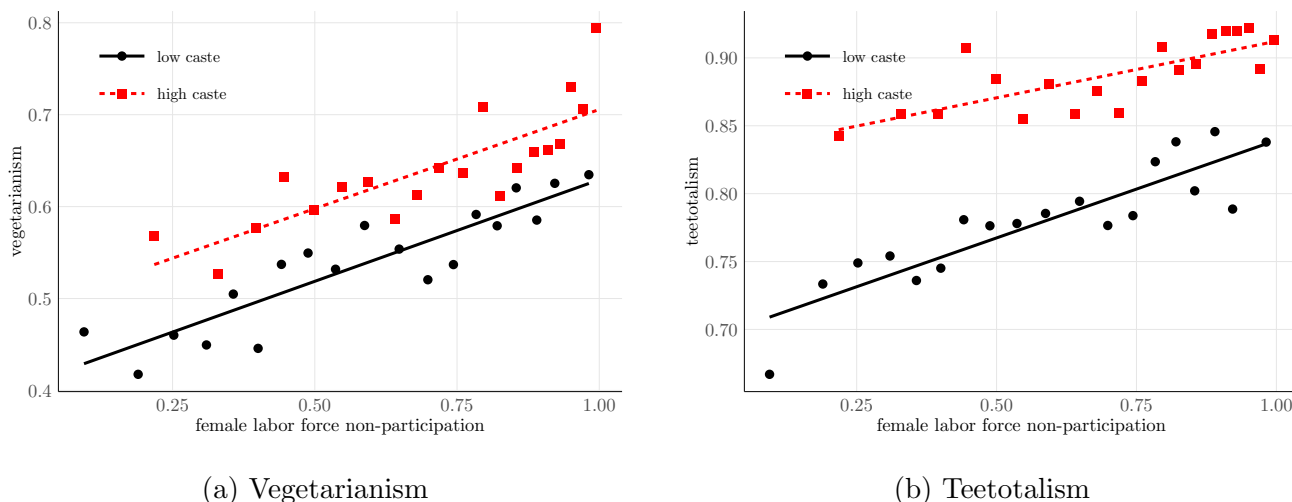 0.8
0.7
0.6
0.5
0.4
vegetarianism
low caste
high caste
0.25 0.50 0.75 1.00
female labor force non-participation
(a) Vegetarianism
0.90
0.85
0.80
0.75
0.70
teetotalism
low caste
high caste
0.25 0.50 0.75 1.00
female labor force non-participation
(b) Teetotalism